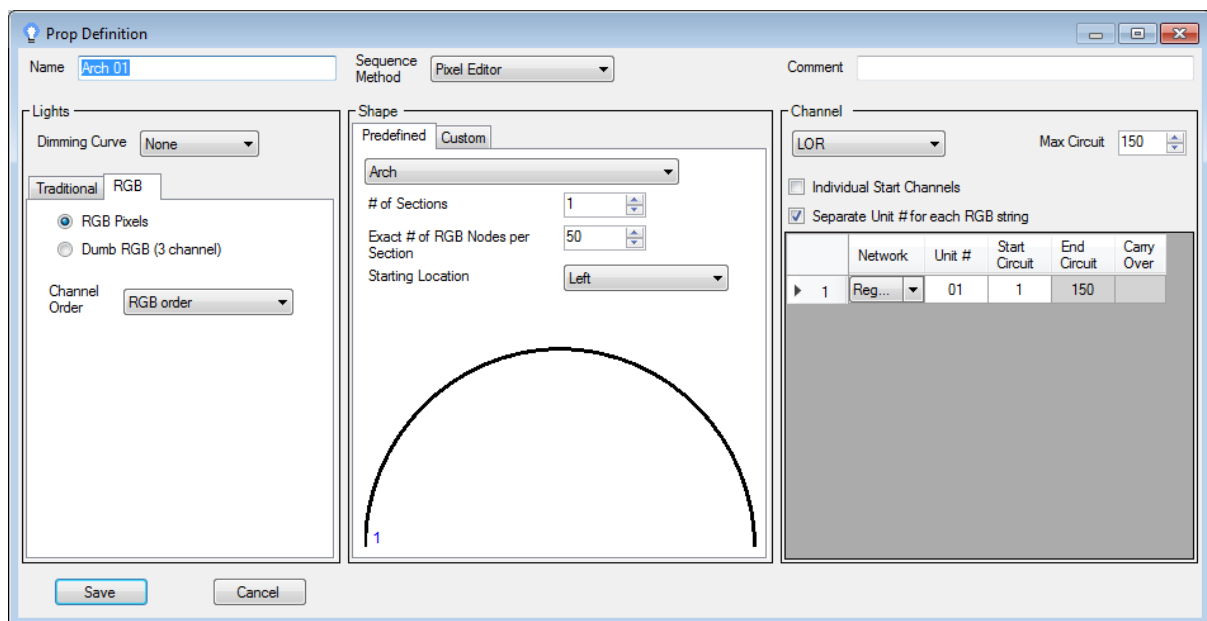 Prop Definition
Name Arch 01
Sequence Method Pixel Editor
Comment
Lights
Dimming Curve None
Traditional RGB
RGB Pixels
Dumb RGB (3 channel)
Channel Order RGB order
Shape
Predefined Custom
Arch
# of Sections 1
Exact # of RGB Nodes per Section 50
Starting Location Left
1
Channel
LOR Max Circuit 150
Individual Start Channels
Separate Unit # for each RGB string
Network Unit # Start Circuit End Circuit Carry Over
1 Reg... 01 1 150
Save Cancel